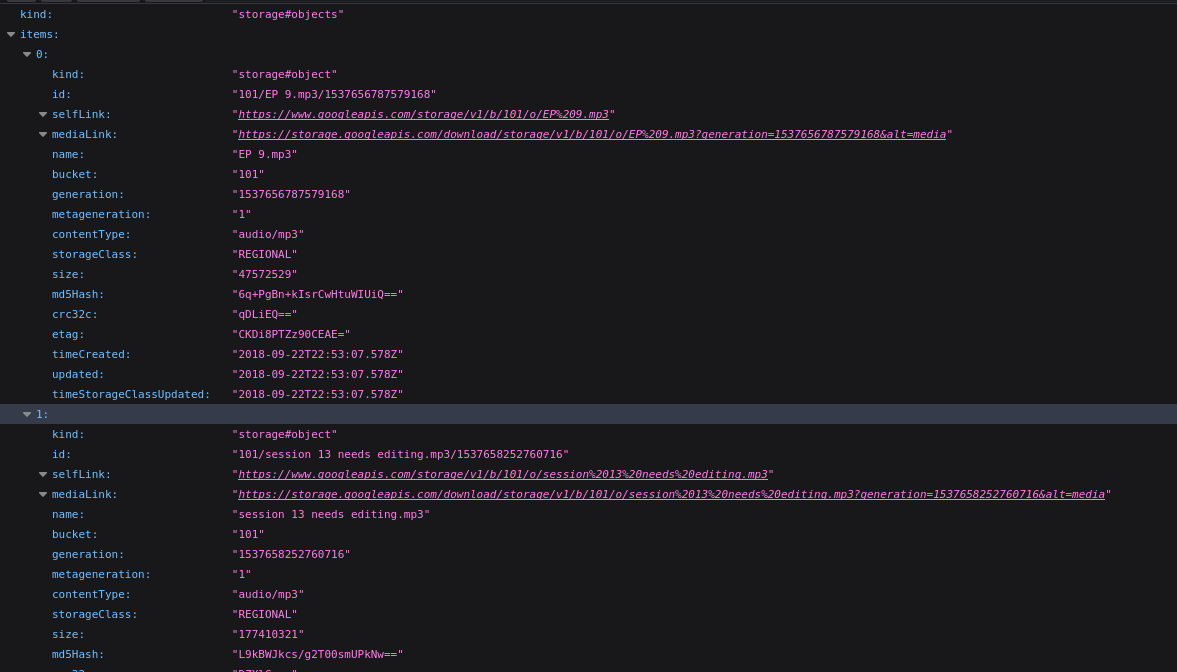 kind: "storage#objects"
items:
0:
kind: "storage#object"
id: "101/EP 9.mp3/1537656787579168"
selfLink: "https://www.googleapis.com/storage/v1/b/101/o/EP%209.mp3"
mediaLink: "https://storage.googleapis.com/download/storage/v1/b/101/o/EP%209.mp3?generation=1537656787579168&alt=media"
name: "EP 9.mp3"
bucket: "101"
generation: "1537656787579168"
metageneration: "1"
contentType: "audio/mp3"
storageClass: "REGIONAL"
size: "47572529"
md5Hash: "6q+PgBn+kIsrCwHtuWIUiQ=="
crc32c: "qDLiEQ=="
etag: "CKDi8PTZz90CEAE="
timeCreated: "2018-09-22T22:53:07.578Z"
updated: "2018-09-22T22:53:07.578Z"
timeStorageClassUpdated: "2018-09-22T22:53:07.578Z"
1:
kind: "storage#object"
id: "101/session 13 needs editing.mp3/1537658252760716"
selfLink: "https://www.googleapis.com/storage/v1/b/101/o/session%2013%20needs%20editing.mp3"
mediaLink: "https://storage.googleapis.com/download/storage/v1/b/101/o/session%2013%20needs%20editing.mp3?generation=1537658252760716&alt=media"
name: "session 13 needs editing.mp3"
bucket: "101"
generation: "1537658252760716"
metageneration: "1"
contentType: "audio/mp3"
storageClass: "REGIONAL"
size: "177410321"
md5Hash: "L9kBWJkcs/g2T00smUPkNw=="